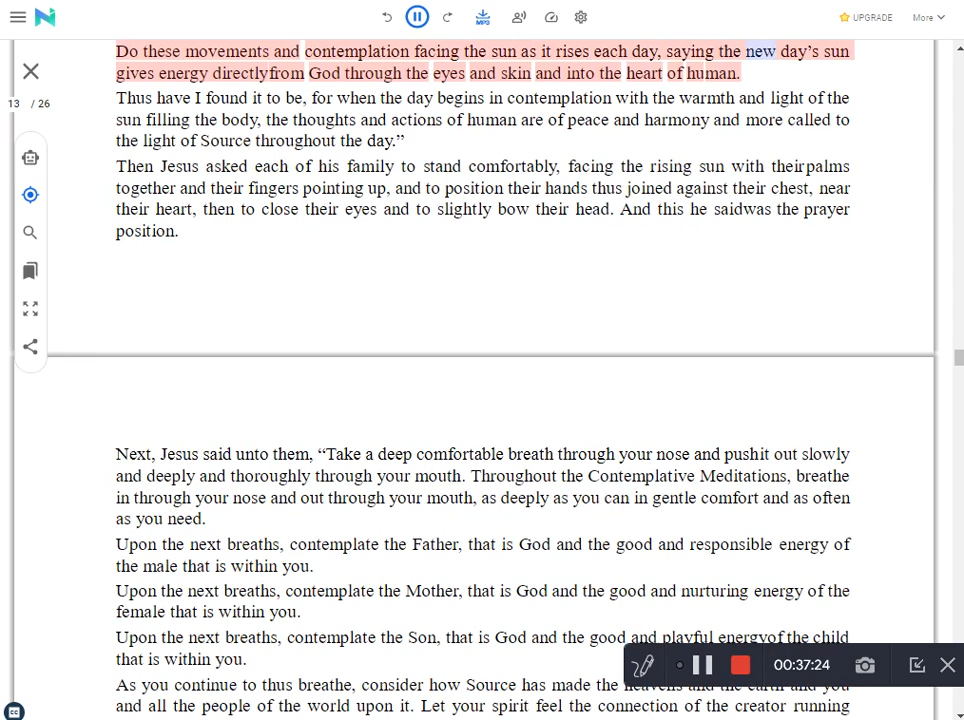 MP3
UPGRADE
More
Do these movements and contemplation facing the sun as it rises each day, saying the new day's sun
gives energy directlyfrom God through the eyes and skin and into the heart of human.
13 / 26
Thus have I found it to be, for when the day begins in contemplation with the warmth and light of the
sun filling the body, the thoughts and actions of human are of peace and harmony and more called to
the light of Source throughout the day.”
Then Jesus asked each of his family to stand comfortably, facing the rising sun with theirpalms
together and their fingers pointing up, and to position their hands thus joined against their chest, near
their heart, then to close their eyes and to slightly bow their head. And this he saidwas the prayer
position.
Next, Jesus said unto them, “Take a deep comfortable breath through your nose and pushit out slowly
and deeply and thoroughly through your mouth. Throughout the Contemplative Meditations, breathe
in through your nose and out through your mouth, as deeply as you can in gentle comfort and as often
as you need.
Upon the next breaths, contemplate the Father, that is God and the good and responsible energy of
the male that is within you.
Upon the next breaths, contemplate the Mother, that is God and the good and nurturing energy of the
female that is within you.
Upon the next breaths, contemplate the Son, that is God and the good and playful energyof the child
that is within you.
00:37:24
As you continue to thus breathe, consider how Source has made the heavens and the earth and you
and all the people of the world upon it. Let your spirit feel the connection of the creator running
CC